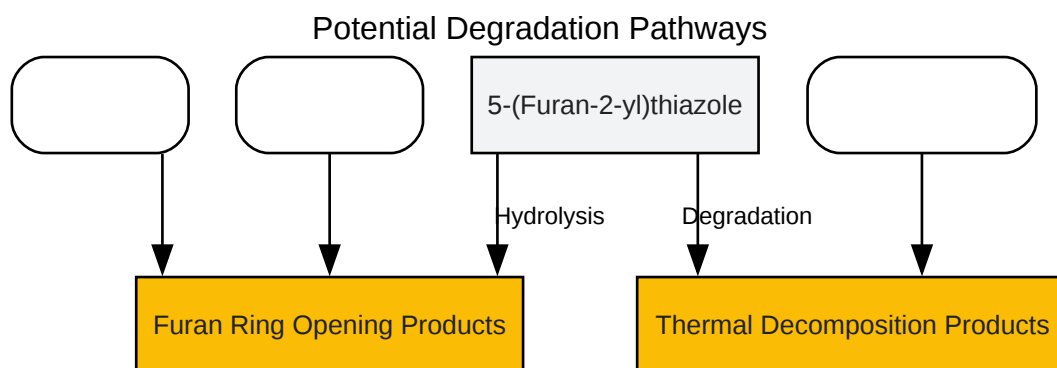 Potential Degradation Pathways
5-(Furan-2-yl)thiazole
Hydrolysis
Degradation
Furan Ring Opening Products
Thermal Decomposition Products